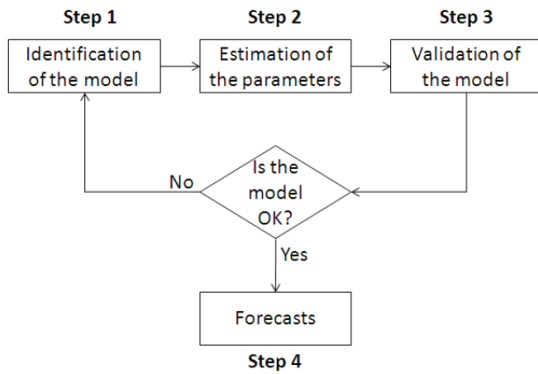 Step 1
Step 2
Step 3
Identification
of the model
Estimation of
the parameters
Validation of
the model
Is the
model
OK?
No
Yes
Forecasts
Step 4